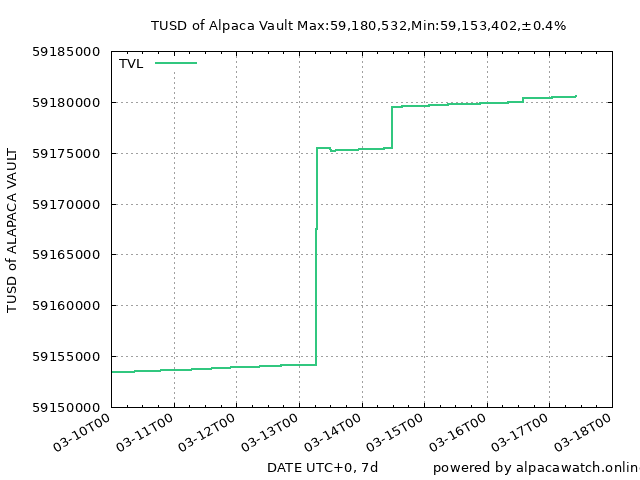 TUSD of Alpaca Vault Max:59,180,532,Min:59,153,402,±0.4%
TVL
59185000
59180000
59175000
59170000
59165000
59160000
59155000
59150000
TUSD of ALAPACA VAULT
03-10T00
03-11T00
03-12T00
03-13T00
03-14T00
03-15T00
03-16T00
03-17T00
03-18T00
DATE UTC+0, 7d
powered by alpacawatch.onlin